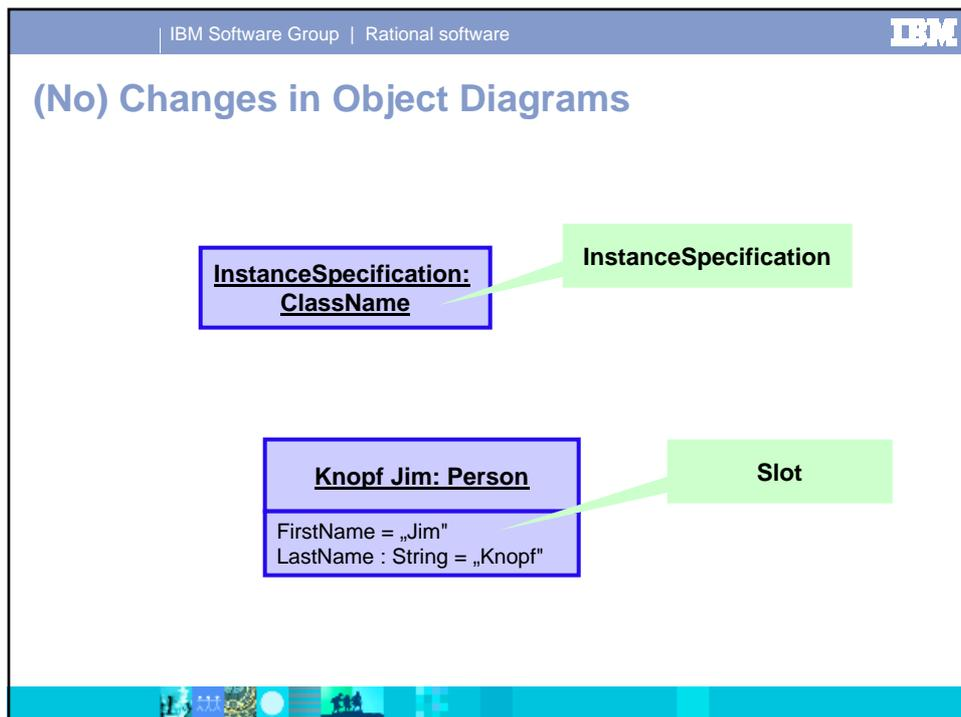 IBM Software Group | Rational software
IBM
(No) Changes in Object Diagrams
InstanceSpecification:
ClassName
InstanceSpecification
Knopf Jim: Person
FirstName = „Jim"
LastName : String = „Knopf"
Slot